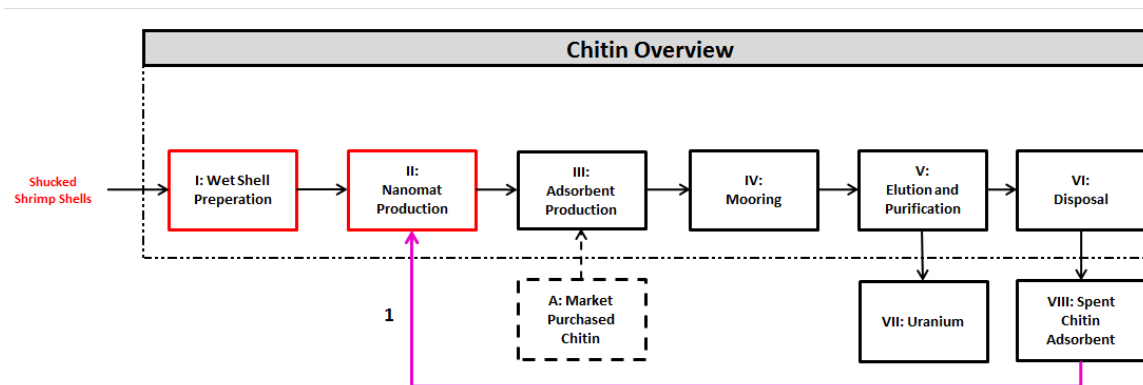 Chitin Overview
Shucked
Shrimp Shells
I: Wet Shell
Preperation
II:
Nanomat
Production
III:
Adsorbent
Production
IV:
Mooring
V:
Elution and
Purification
VI:
Disposal
1
A: Market
Purchased
Chitin
VII: Uranium
VIII: Spent
Chitin
Adsorbent